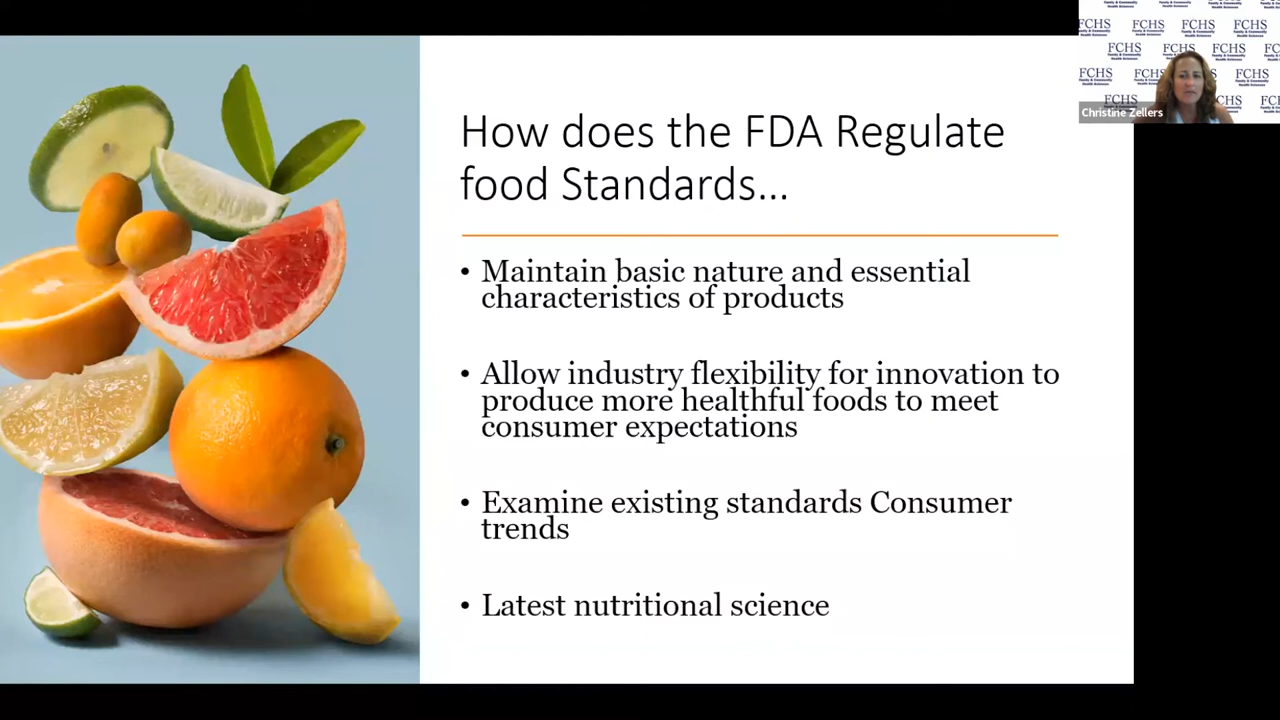 How does the FDA Regulate
food Standards...
• Maintain basic nature and essential
characteristics of products
• Allow industry flexibility for innovation to
produce more healthful foods to meet
consumer expectations
• Examine existing standards Consumer
trends
• Latest nutritional science
FCHS
Family & Community
Health Sciences
Christine Zellers